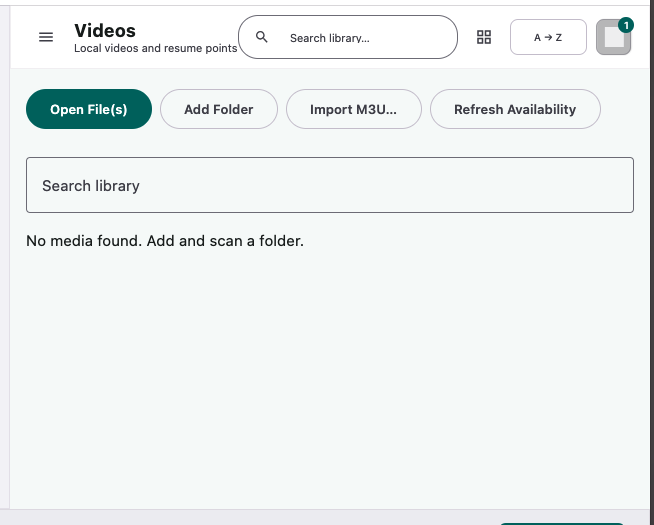 Videos
Local videos and resume points
Search library...
A → Z
1
Open File(s)
Add Folder
Import M3U...
Refresh Availability
Search library
No media found. Add and scan a folder.